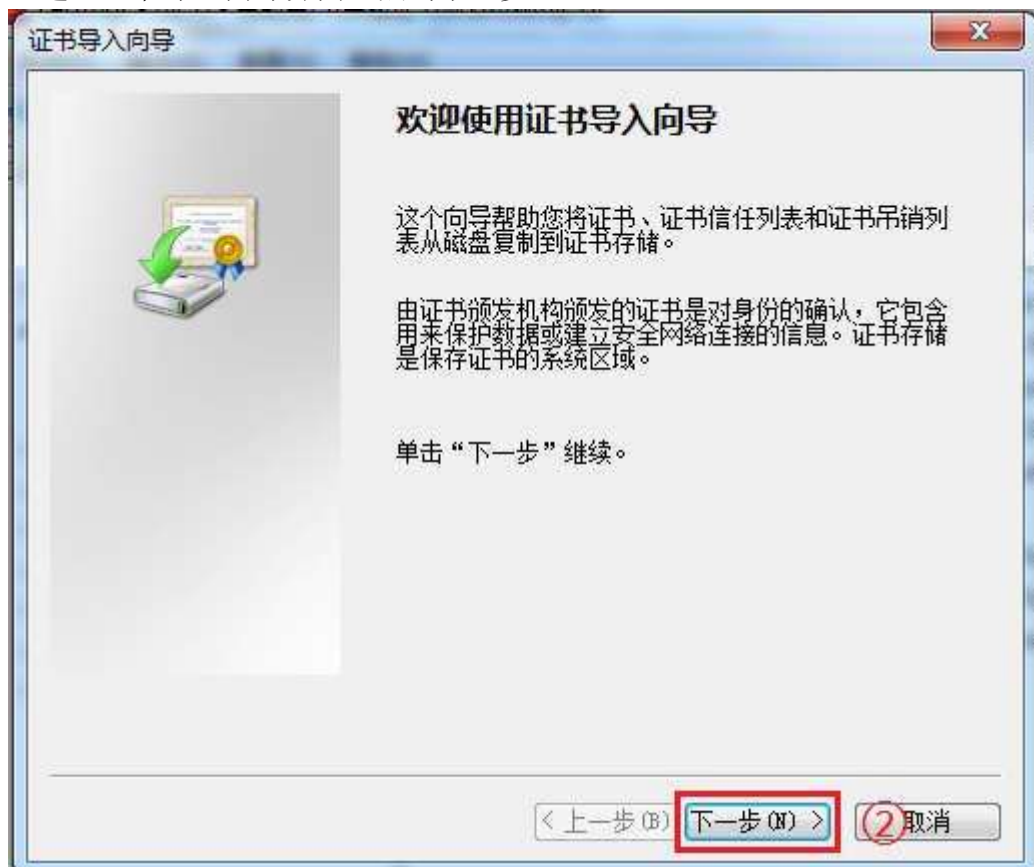 证书导入向导
欢迎使用证书导入向导
这个向导帮助您将证书、证书信任列表和证书吊销列
表从磁盘复制到证书存储。
由证书颁发机构颁发的证书是对身份的确认，它包含
用来保护数据或建立安全网络连接的信息。证书存储
是保存证书的系统区域。
单击“下一步”继续。
< 上一步(B) 下一步(N) > ②取消